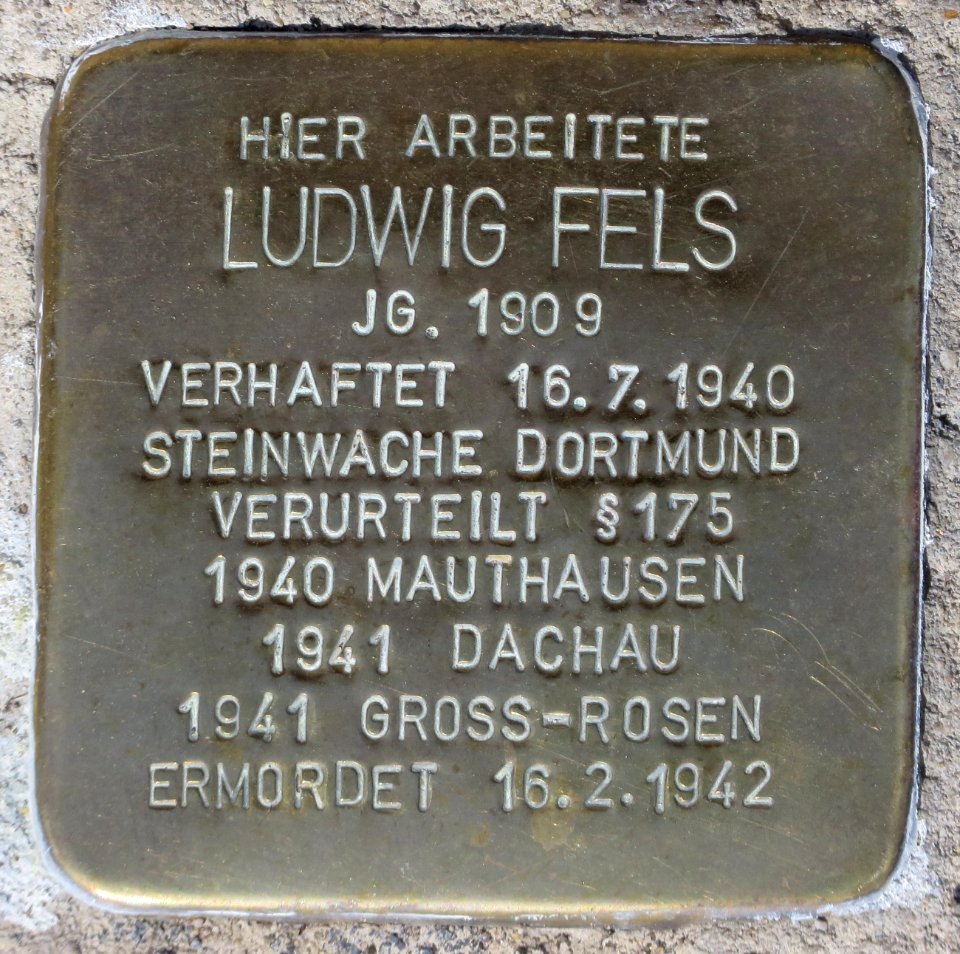 HIER ARBEITETE
LUDWIG FELS
JG. 1909
VERHAFTET 16.7.1940
STEINWACHE DORTMUND
VERURTEILT §175
1940 MAUTHAUSEN
1941 DACHAU
1941 GROSS-ROSEN
ERMORDET 16.2.1942